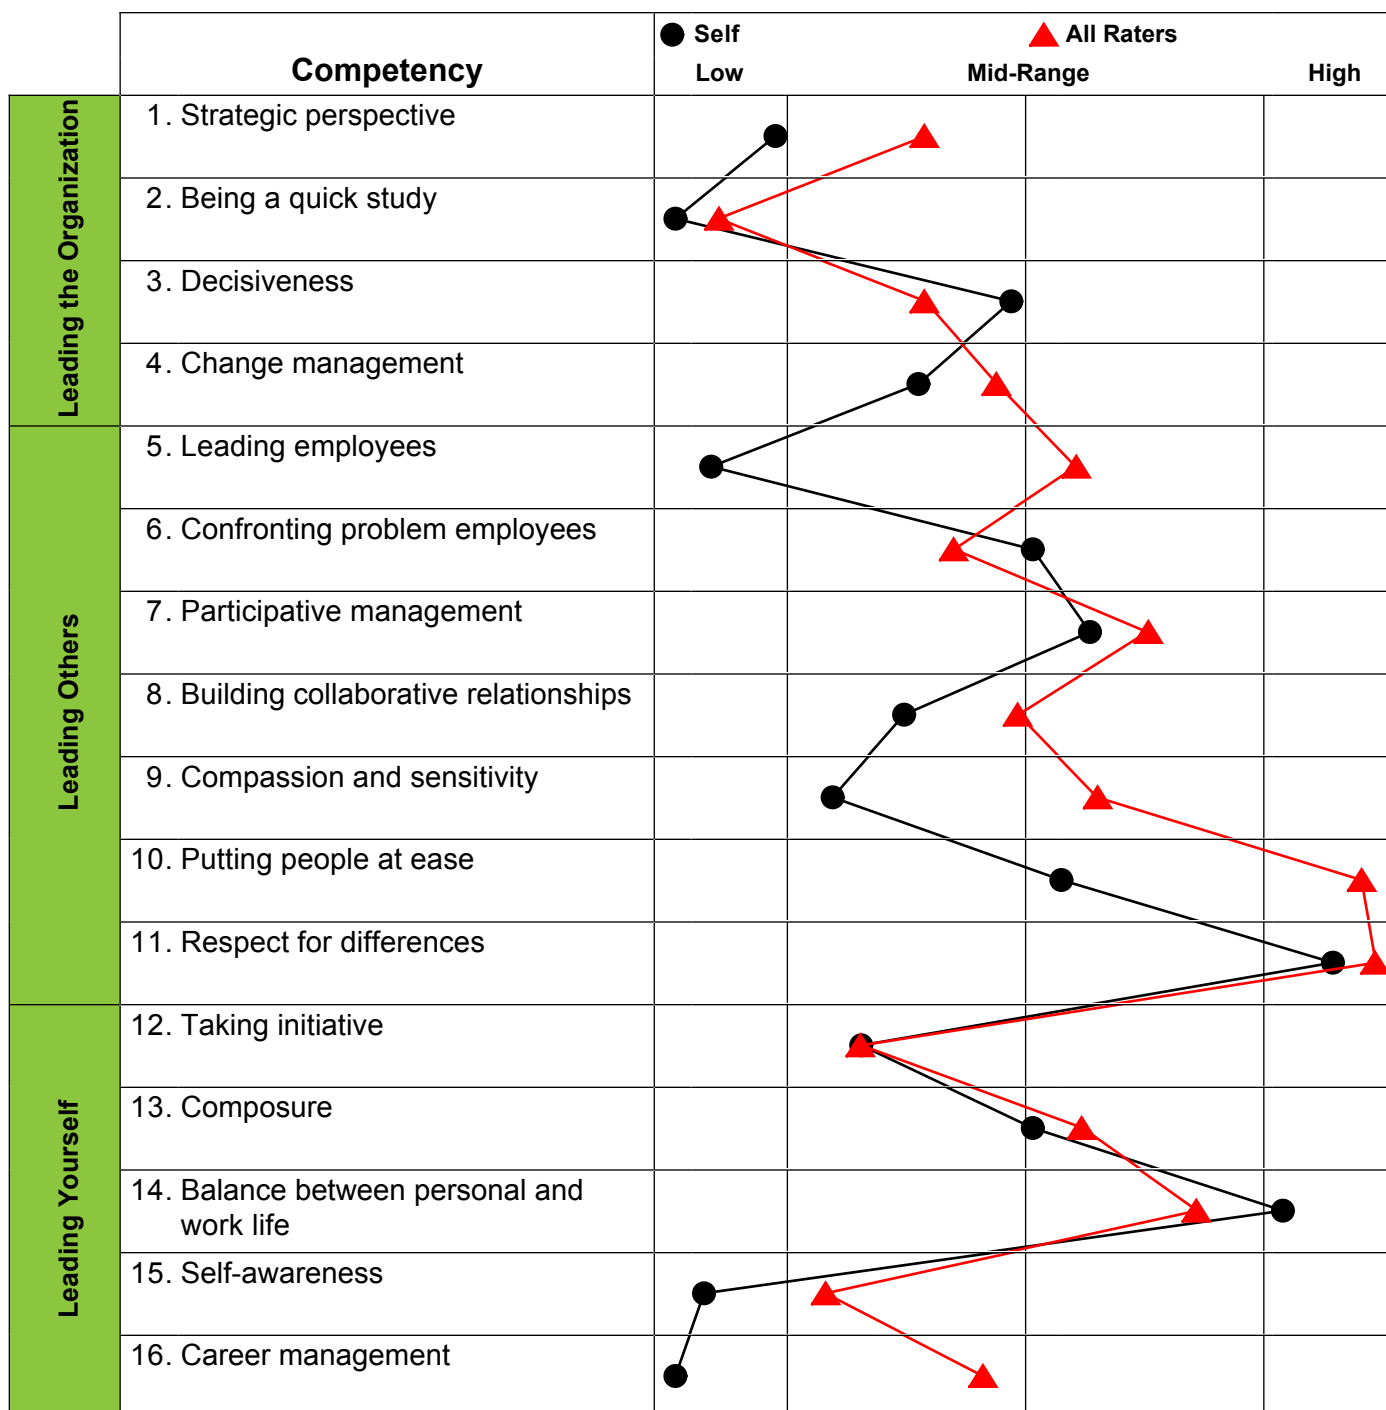 Self
All Raters
Competency
Low
Mid-Range
High
Leading the Organization
1. Strategic perspective
2. Being a quick study
3. Decisiveness
4. Change management
Leading Others
5. Leading employees
6. Confronting problem employees
7. Participative management
8. Building collaborative relationships
9. Compassion and sensitivity
10. Putting people at ease
11. Respect for differences
Leading Yourself
12. Taking initiative
13. Composure
14. Balance between personal and
work life
15. Self-awareness
16. Career management